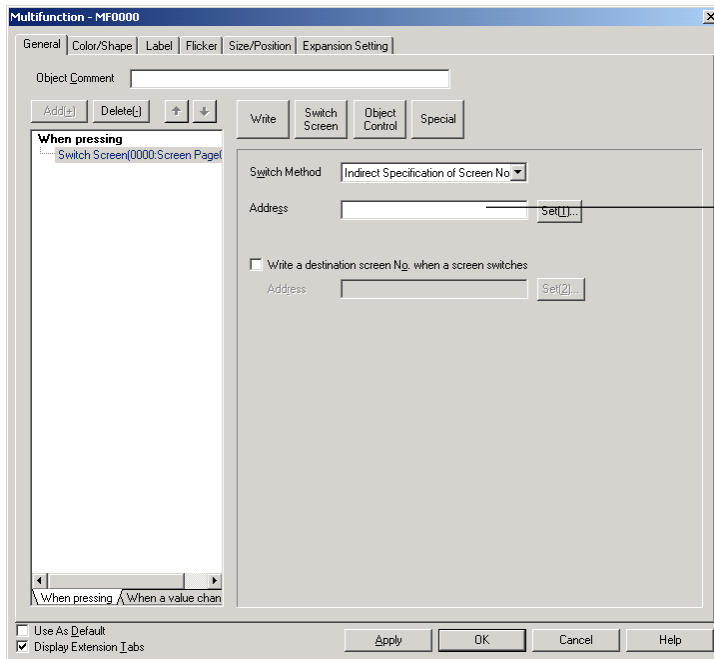 Multifunction - MF0000
General Color/Shape Label Flicker Size/Position Expansion Setting
Object Comment
Add(+) Delete(-)
Write Switch Screen Object Control Special
When pressing
Switch Screen(0000:Screen Page(
Switch Method Indirect Specification of Screen No
Address Set(1)...
Write a destination screen No. when a screen switches
Address Set(2)...
When pressing When a value chan
Use As Default
Display Extension Tabs
Apply OK Cancel Help